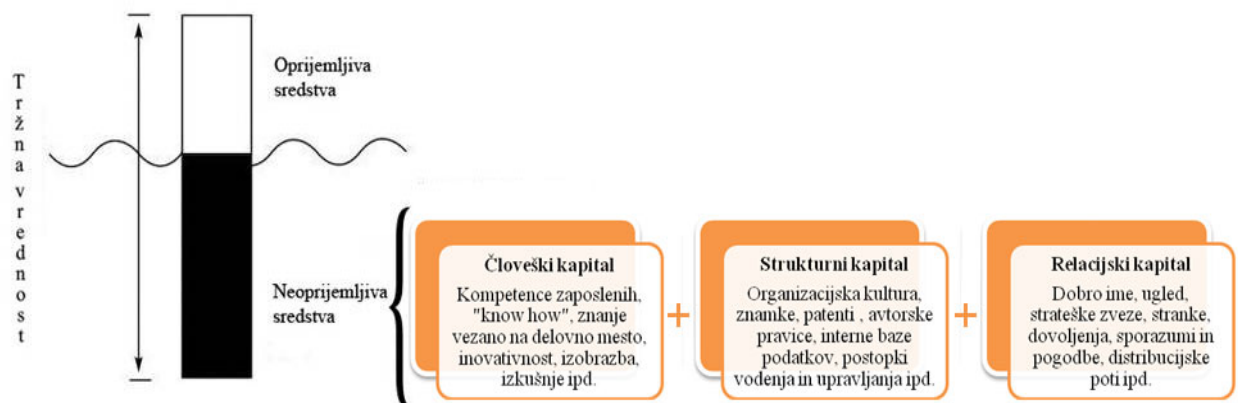 Tržna vrednost
Oprijemljiva
sredstva
Neoprijemljiva
sredstva
Človeški kapital
Kompetence zaposlenih,
"know how", znanje
vezano na delovno mesto,
inovativnost, izobrazba,
izkušnje ipd.
+
Strukturni kapital
Organizacijska kultura,
znamke, patenti , avtorske
pravice, interne baze
podatkov, postopki
vodenja in upravljanja ipd.
+
Relacijski kapital
Dobro ime, ugled,
strateške zveze, stranke,
dovoljenja, sporazumi in
pogodbe, distribucijske
poti ipd.